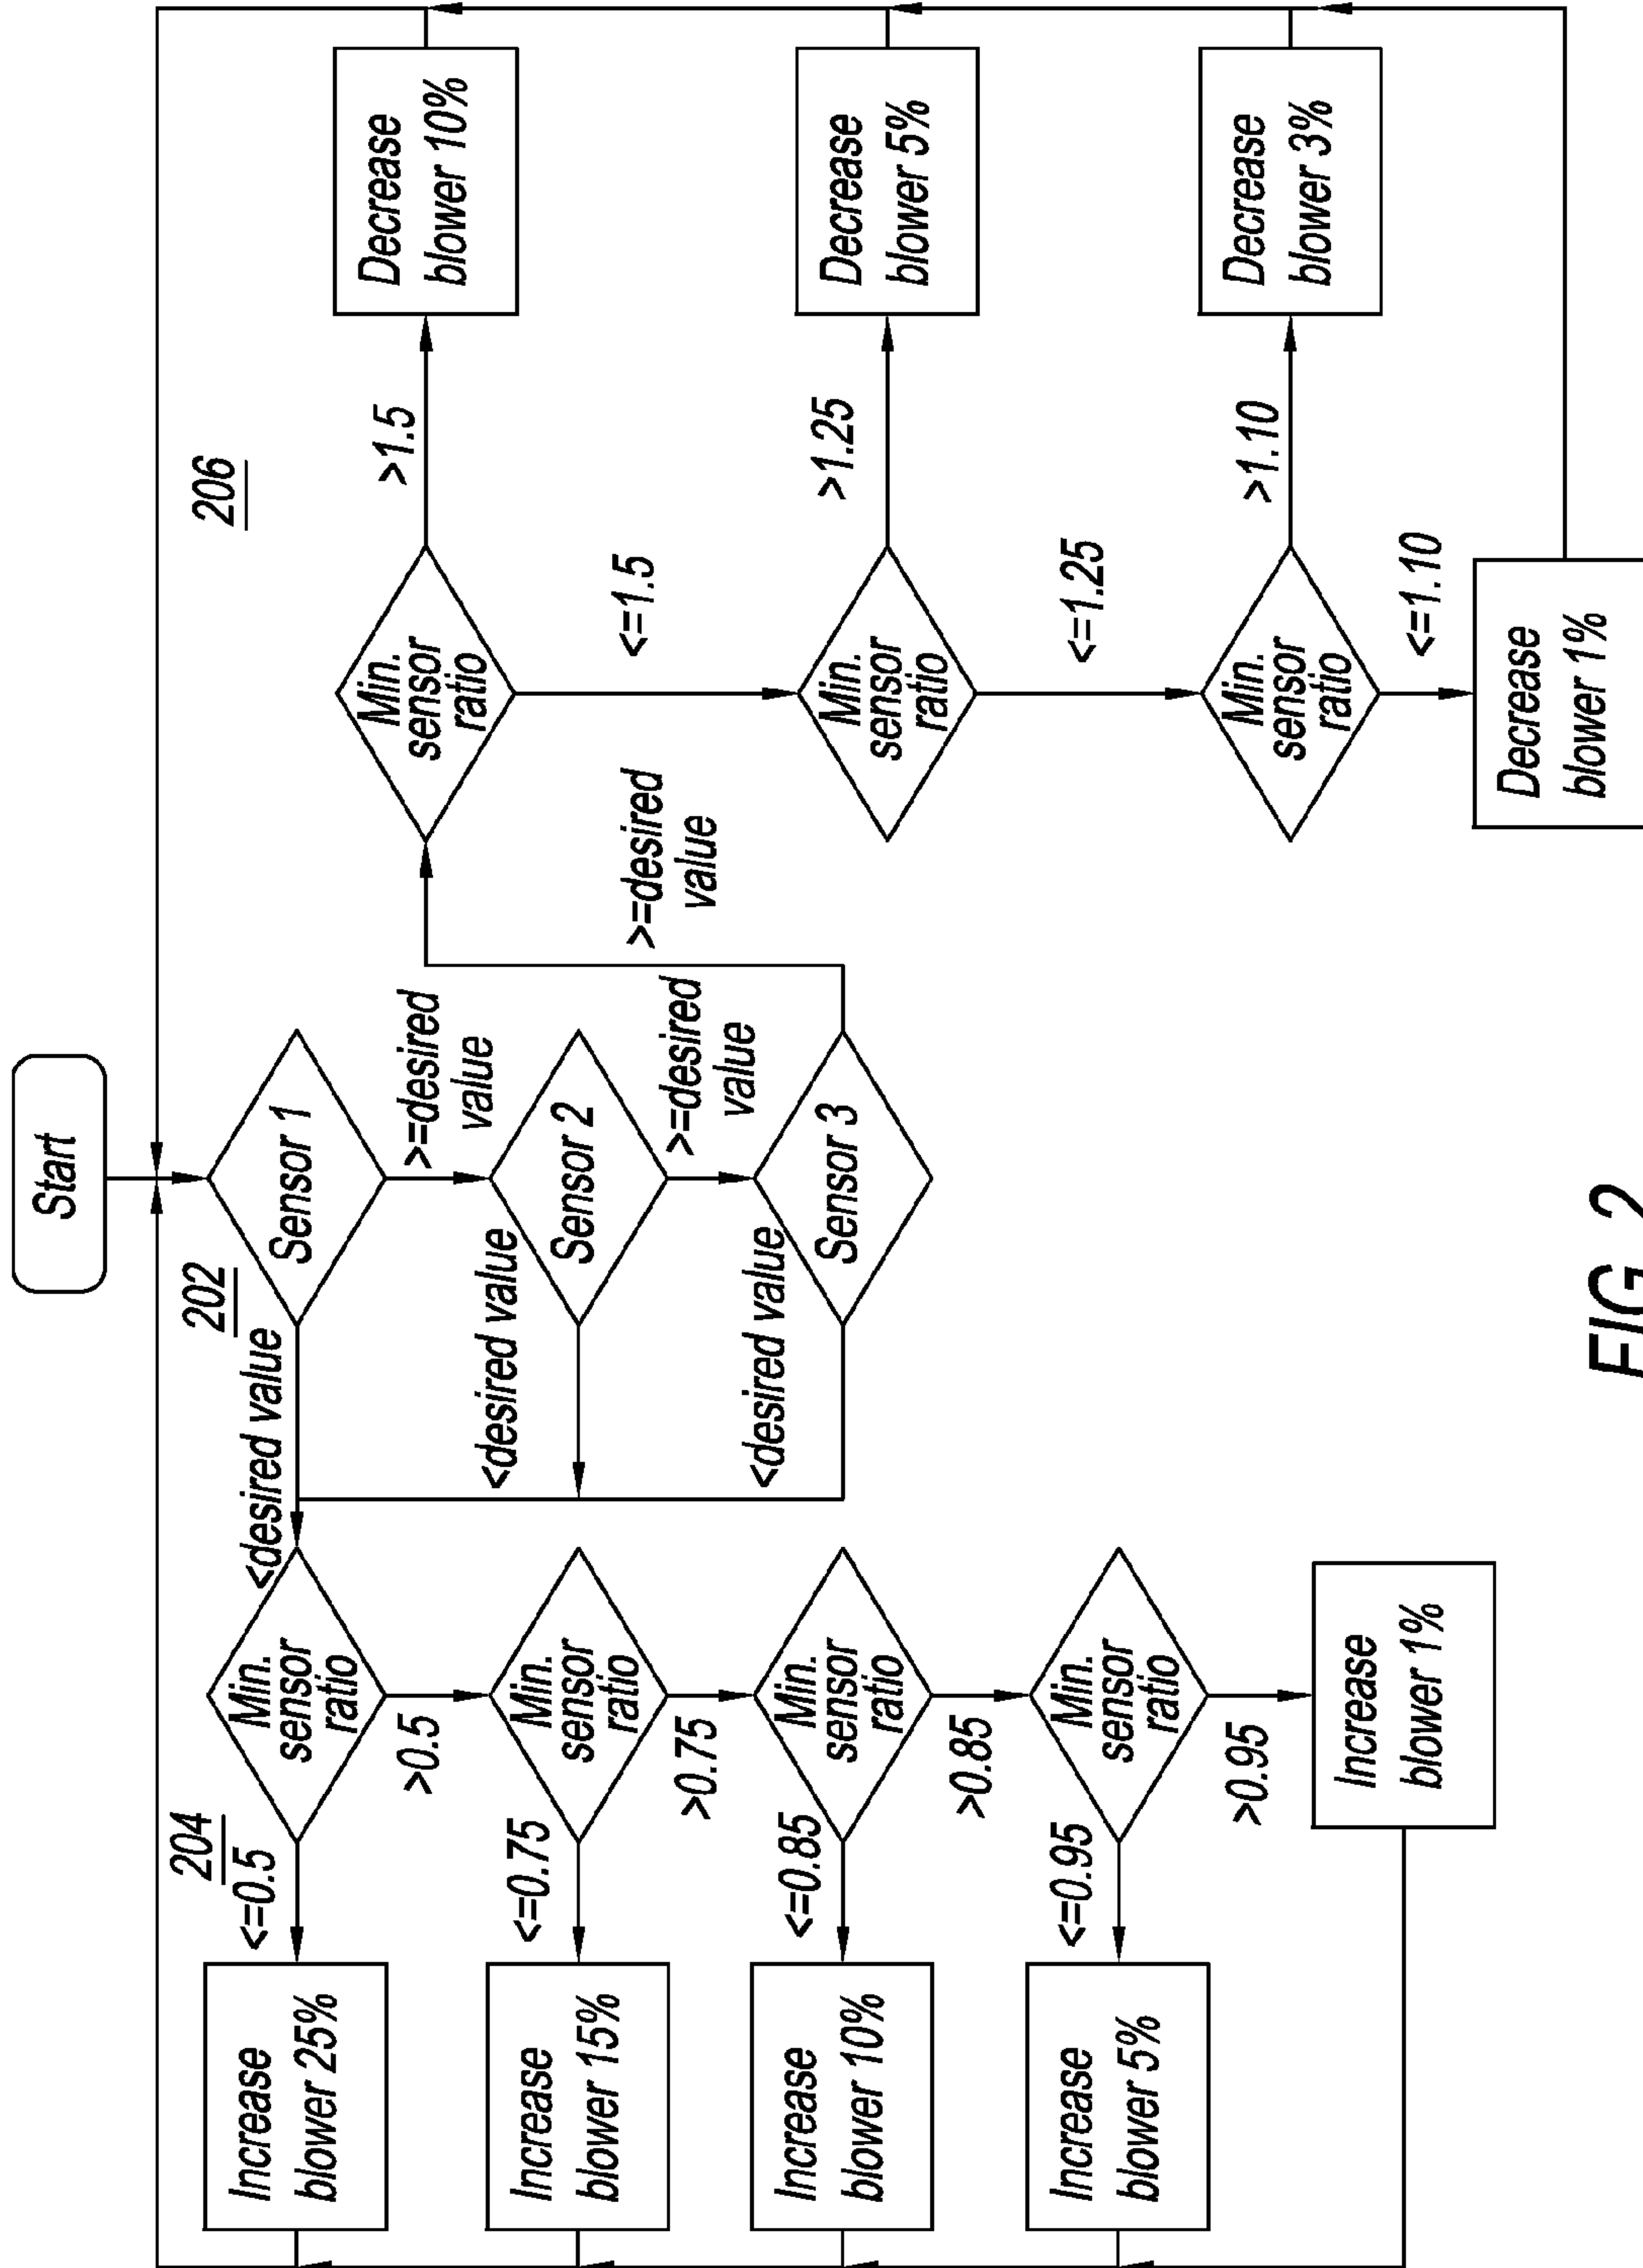 Start
202
Sensor 1
<desired value
>=desired
value
Sensor 2
<desired value
>=desired
value
Sensor 3
<desired value
>=desired
value
204
Min.
sensor
ratio
<=0.5
Increase
blower 25%
>0.5
Min.
sensor
ratio
<=0.75
Increase
blower 15%
>0.75
Min.
sensor
ratio
<=0.85
Increase
blower 10%
>0.85
Min.
sensor
ratio
<=0.95
Increase
blower 5%
>0.95
Increase
blower 1%
206
Min.
sensor
ratio
>1.5
Decrease
blower 10%
<=1.5
Min.
sensor
ratio
>1.25
Decrease
blower 5%
<=1.25
Min.
sensor
ratio
>1.10
Decrease
blower 3%
<=1.10
Decrease
blower 1%
FIG. 2